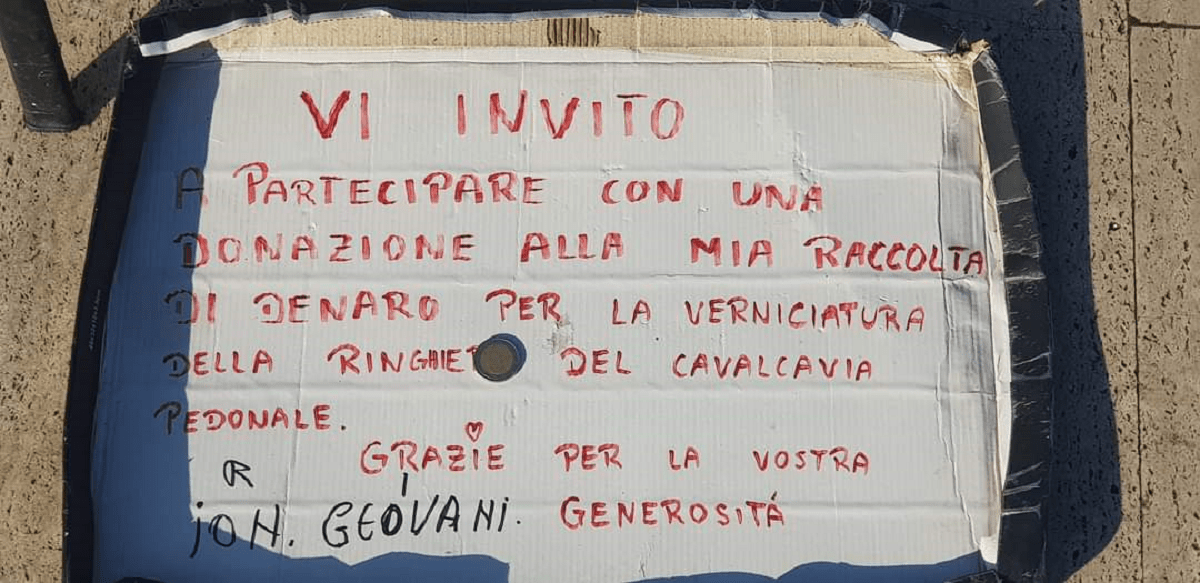 VI INVITO
A PARTECIPARE CON UNA
DONAZIONE ALLA MIA RACCOLTA
DI DENARO PER LA VERNICIATURA
DELLA DEL CAVALCAVIA
PEDONALE.
GRAZIE PER LA VOSTRA
GENEROSITÁ
R
jOH. GEOVANi.